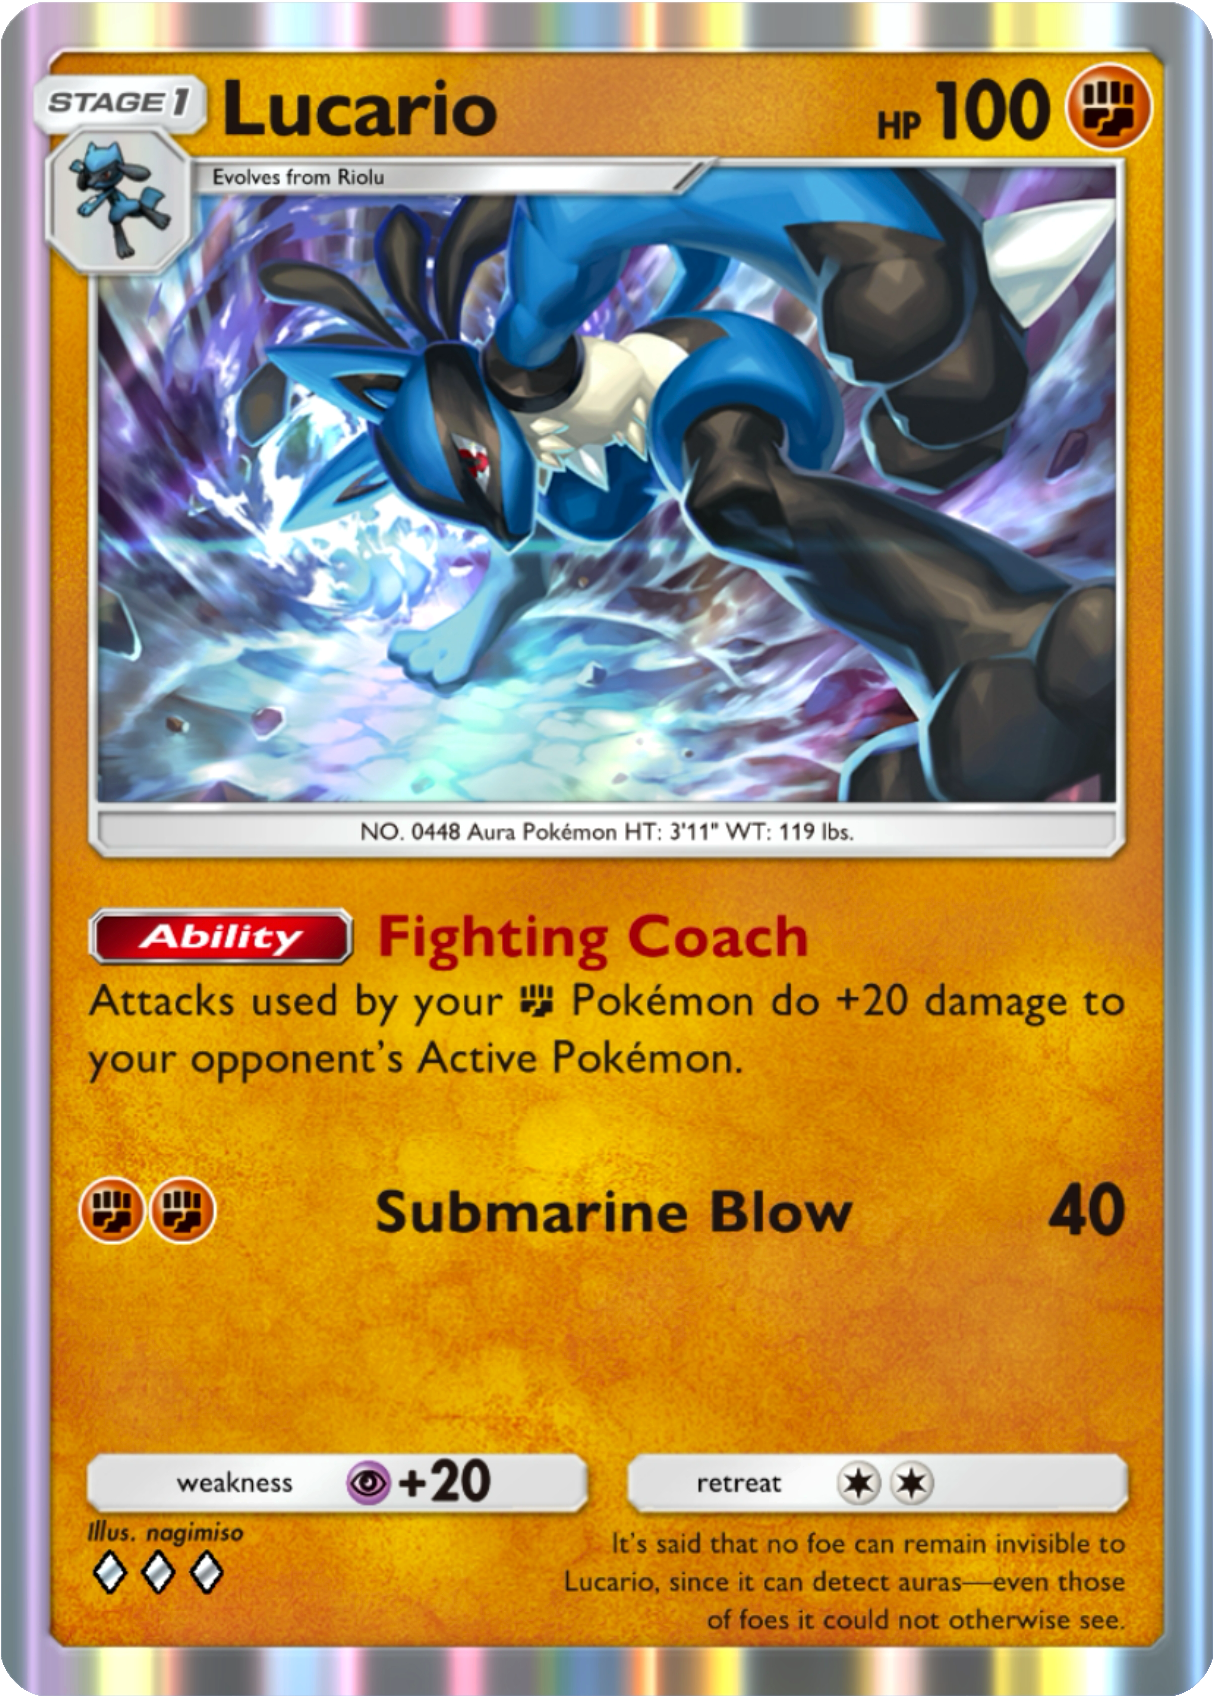 STAGE 1
Lucario
HP 100
Evolves from Riolu
NO. 0448 Aura Pokémon HT: 3'11" WT: 119 lbs.
Ability Fighting Coach
Attacks used by your Pokémon do +20 damage to
your opponent's Active Pokémon.
Submarine Blow 40
weakness +20
retreat
Illus. nagimiso
It's said that no foe can remain invisible to
Lucario, since it can detect auras—even those
of foes it could not otherwise see.